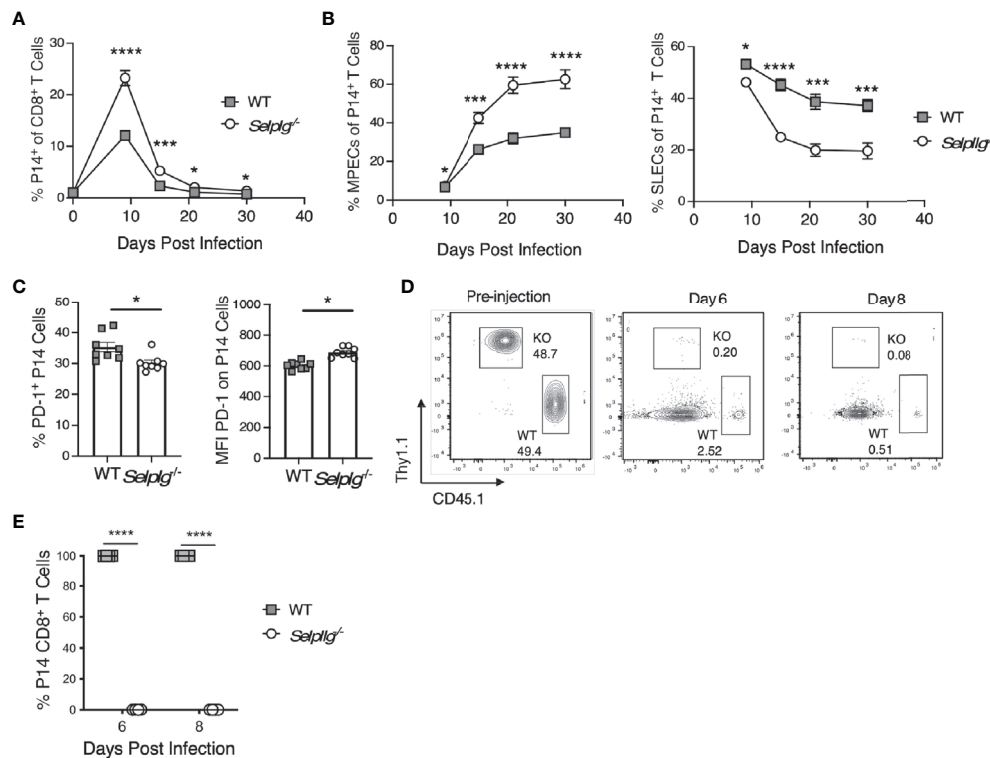 A
% P14+ of CD8+ T Cells
30
20
10
0
0 10 20 30 40
Days Post Infection
****
***
*
*
WT
Selplg-/-
B
% MPECs of P14+ T Cells
80
60
40
20
0
0 10 20 30 40
Days Post Infection
*
***
****
****
% SLECs of P14+ T Cells
60
40
20
0
0 10 20 30 40
Days Post Infection
*
****
***
***
WT
C
% PD-1+ P14 Cells
50
40
30
20
10
0
*
WT Selplg-/-
MFI PD-1 on P14 Cells
1000
800
600
400
200
0
*
WT Selplg-/-
D
Pre-injection
KO
48.7
WT
49.4
Thy1.1
CD45.1
Day 6
KO
0.20
WT
2.52
Day 8
KO
0.08
WT
0.51
E
% P14 CD8+ T Cells
100
80
60
40
20
0
**** ****
6 8
Days Post Infection
WT